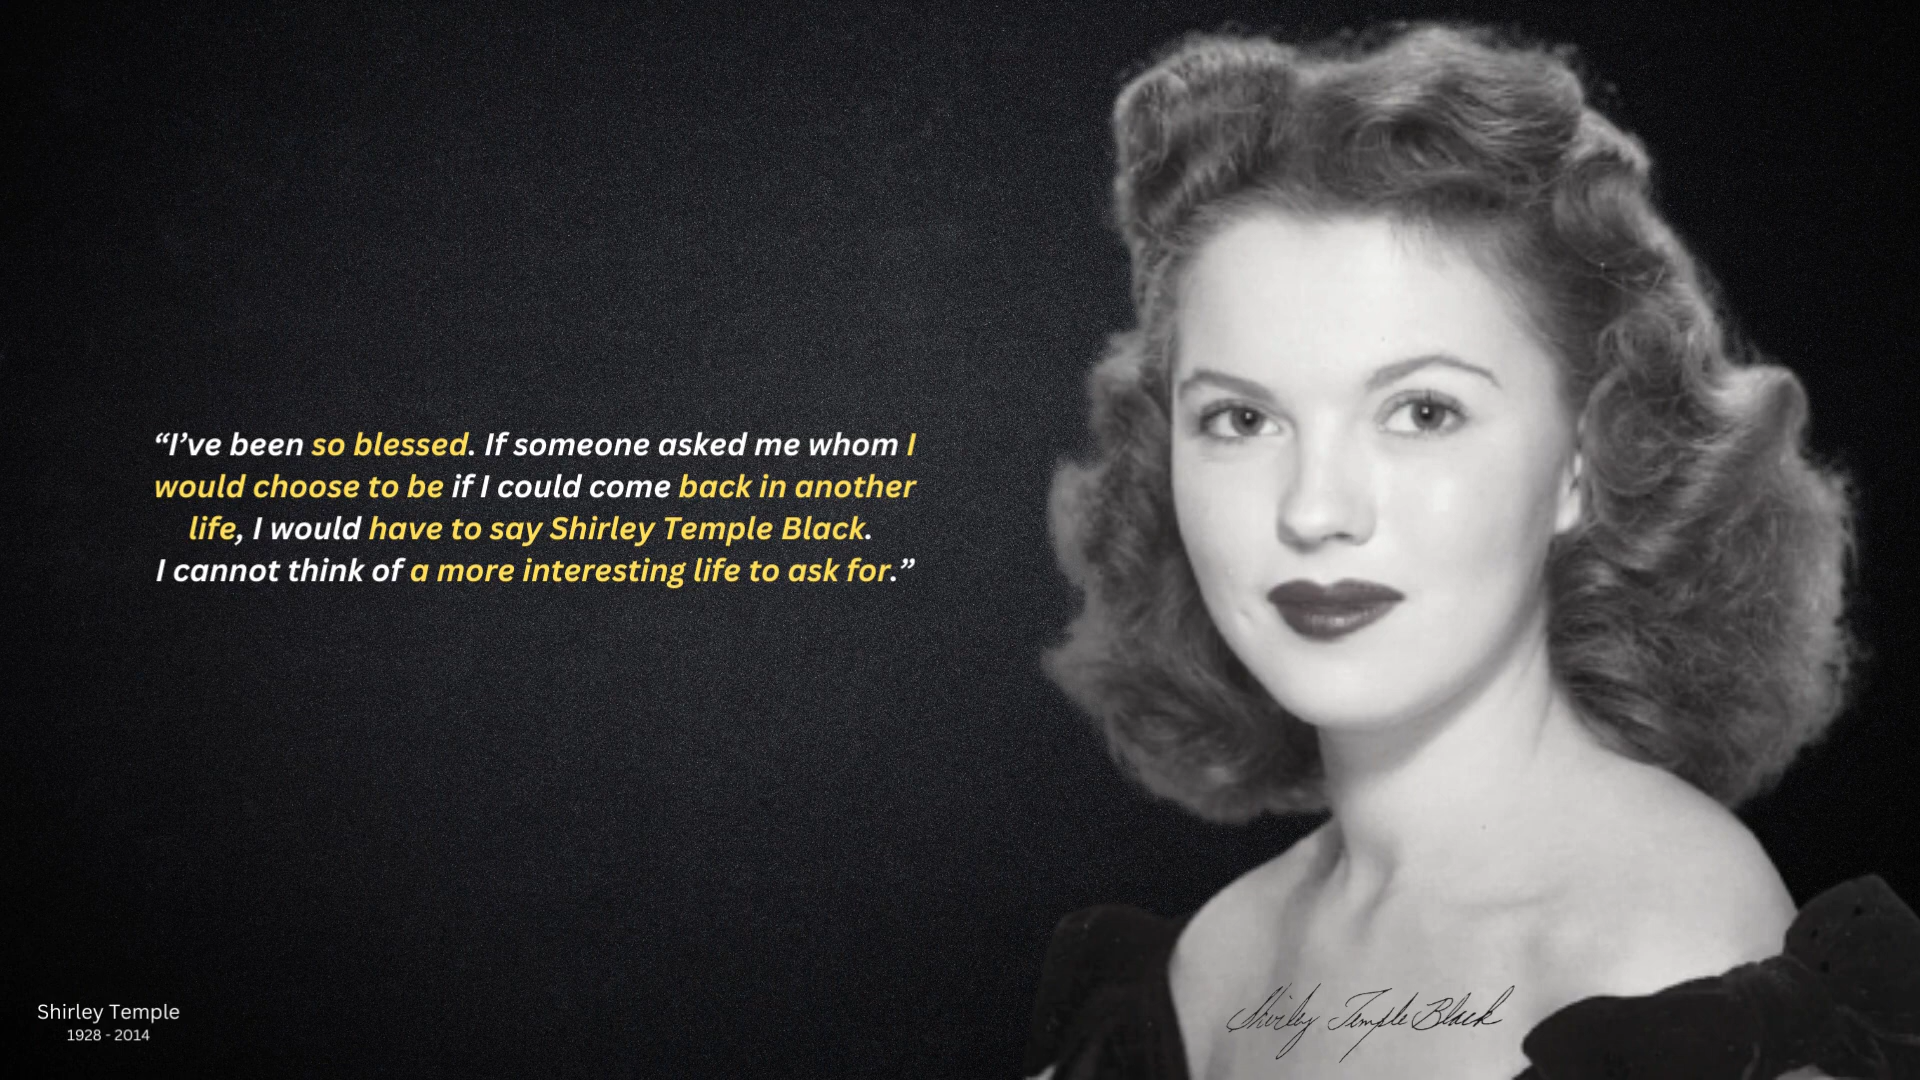 “I’ve been so blessed. If someone asked me whom I
would choose to be if I could come back in another
life, I would have to say Shirley Temple Black.
I cannot think of a more interesting life to ask for.”
Shirley Temple Black
Shirley Temple
1928 - 2014